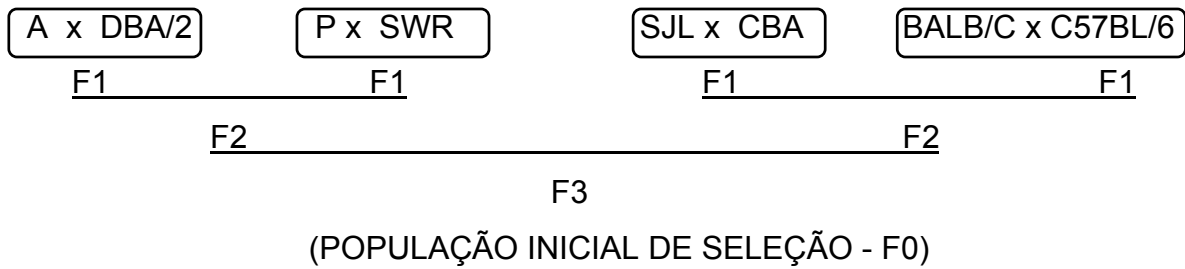 A x DBA/2 P x SWR SJL x CBA BALB/C x C57BL/6
F1 F1 F1 F1
F2 F2
F3
(POPULAÇÃO INICIAL DE SELEÇÃO - F0)